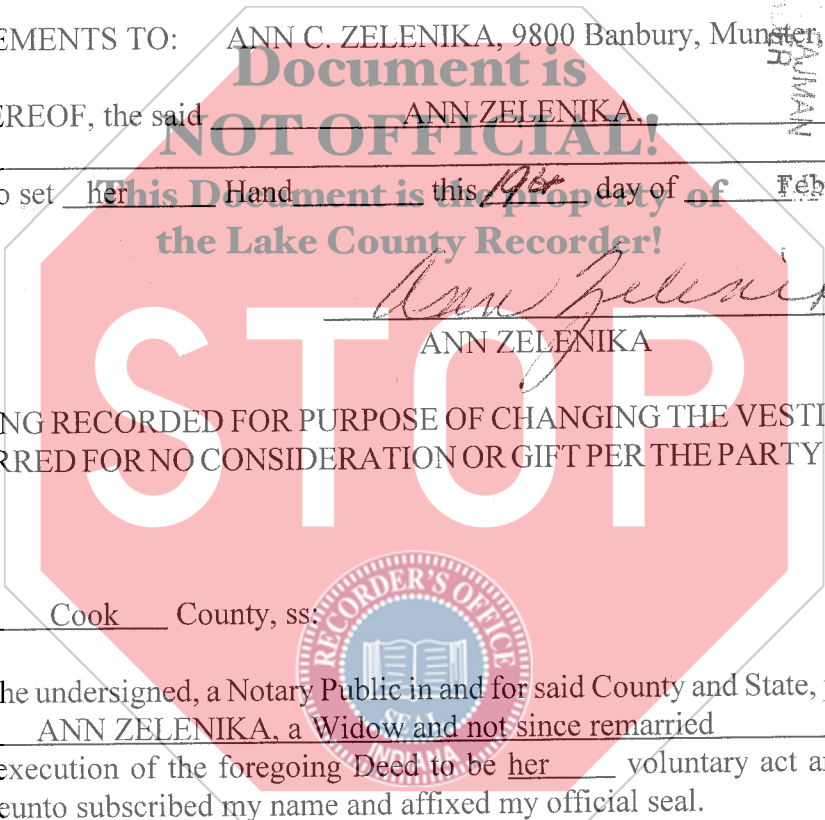 EMENTS TO: ANN C. ZELENIKA, 9800 Banbury, Munster,
Document is
EREOF, the said ANN ZELENIKA,
NOT OFFICIAL!
o set her Hand this 19th day of Feb
This Document is the property of
the Lake County Recorder!
Ann Zelenik
ANN ZELENIKA
STOP
NG RECORDED FOR PURPOSE OF CHANGING THE VESTI
RRED FOR NO CONSIDERATION OR GIFT PER THE PARTY
RECORDER'S OFFICE
Cook County, ss:
he undersigned, a Notary Public in and for said County and State,
SEAL
ANN ZELENIKA, a Widow and not since remarried
INDIANA
execution of the foregoing Deed to be her voluntary act a
eunto subscribed my name and affixed my official seal.